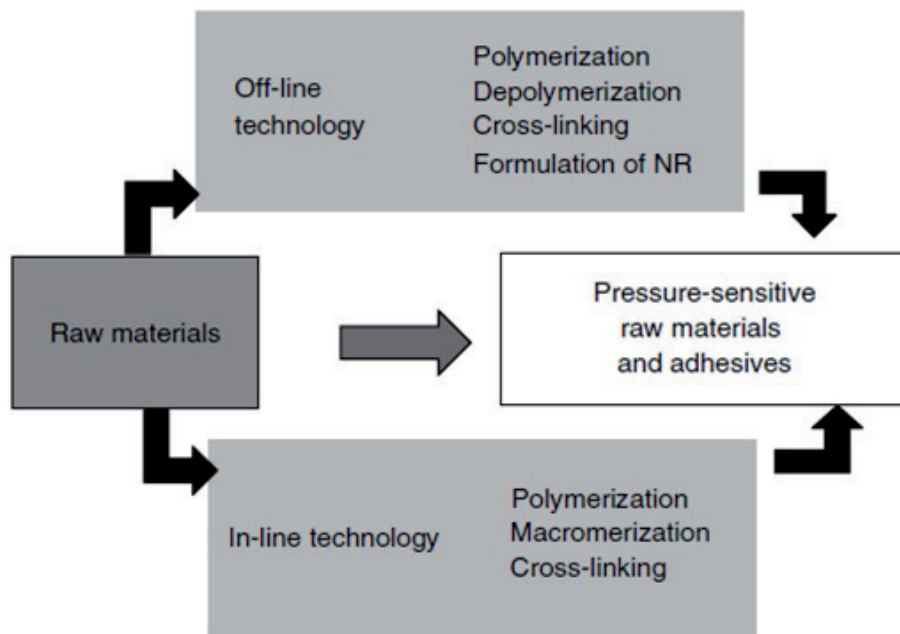 Off-line
technology
Polymerization
Depolymerization
Cross-linking
Formulation of NR
Raw materials
Pressure-sensitive
raw materials
and adhesives
In-line technology
Polymerization
Macromerization
Cross-linking